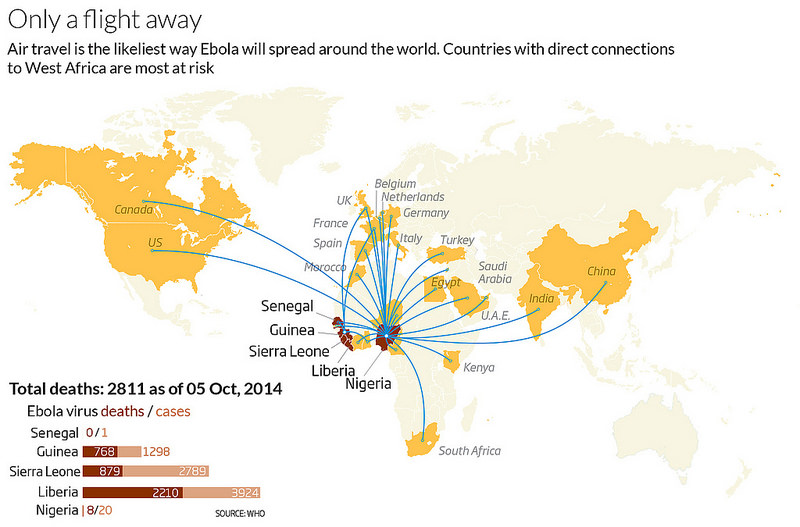 Only a flight away
Air travel is the likeliest way Ebola will spread around the world. Countries with direct connections
to West Africa are most at risk
Belgium
Netherlands
UK
Germany
Canada
France
Italy
Turkey
US
Spain
Morocco
Saudi
Arabia
Egypt
China
India
U.A.E.
Senegal
Guinea
Sierra Leone
Liberia
Nigeria
Kenya
South Africa
Total deaths: 2811 as of 05 Oct, 2014
Ebola virus deaths / cases
Senegal 0/1
Guinea 768 1298
Sierra Leone 879 2789
Liberia 2210 3924
Nigeria 8/20
SOURCE: WHO